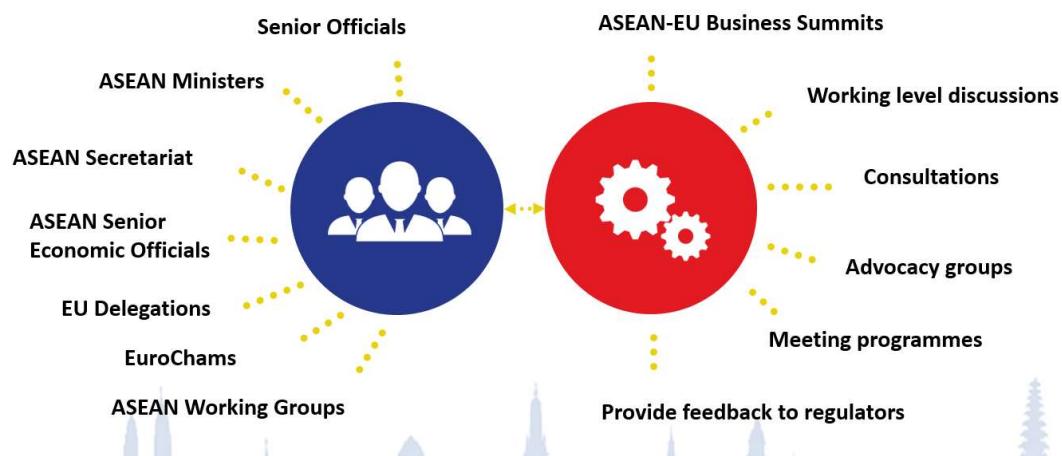 Senior Officials
ASEAN Ministers
ASEAN Secretariat
ASEAN Senior
Economic Officials
EU Delegations
EuroChams
ASEAN Working Groups
ASEAN-EU Business Summits
Working level discussions
Consultations
Advocacy groups
Meeting programmes
Provide feedback to regulators